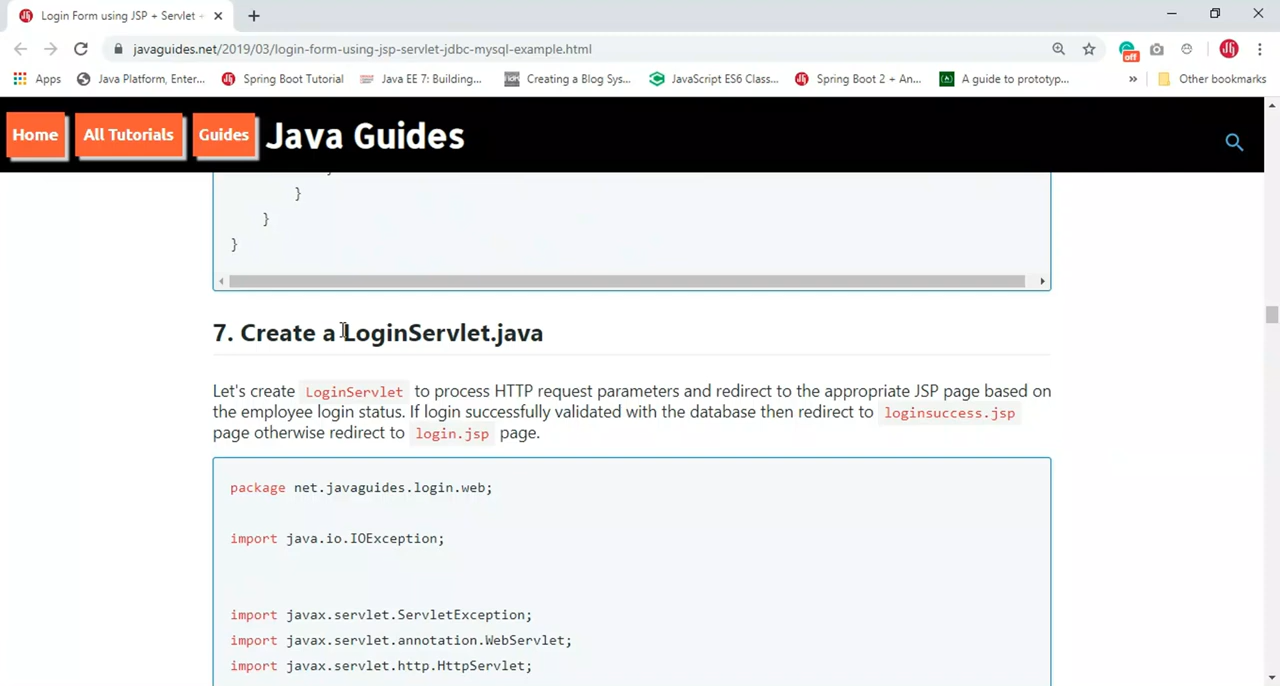 Login Form using JSP + Servlet +
javaguides.net/2019/03/login-form-using-jsp-servlet-jdbc-mysql-example.html
off
Apps Java Platform, Enter... Spring Boot Tutorial Java EE 7: Building... Creating a Blog Sys... JavaScript:ES6 Class... Spring Boot 2 + An... A guide to prototyp... » Other bookmarks
Home All Tutorials Guides Java Guides
}
}
}
7. Create a LoginServlet.java
Let's create LoginServlet to process HTTP request parameters and redirect to the appropriate JSP page based on
the employee login status. If login successfully validated with the database then redirect to loginsuccess.jsp
page otherwise redirect to login.jsp page.
package net.javaguides.login.web;
import java.io.IOException;
import javax.servlet.ServletException;
import javax.servlet.annotation.WebServlet;
import javax.servlet.http.HttpServlet;